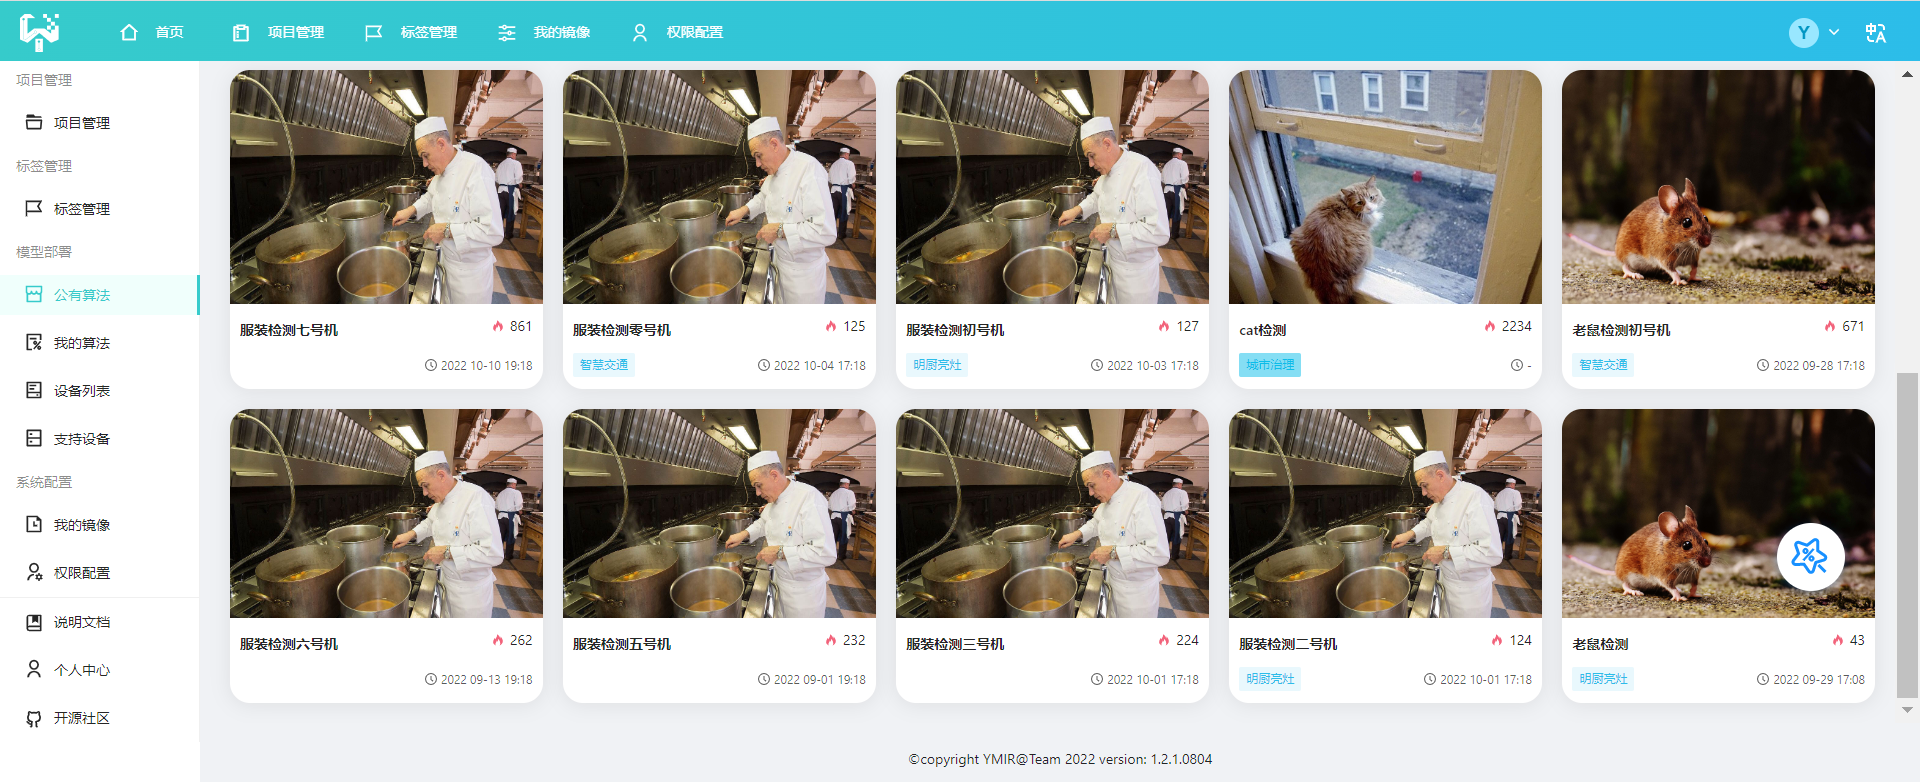 首页
项目管理
标签管理
我的镜像
权限配置
Y
项目管理
项目管理
标签管理
标签管理
模型部署
公有算法
我的算法
设备列表
支持设备
系统配置
我的镜像
权限配置
说明文档
个人中心
开源社区
服装检测七号机 861
2022 10-10 19:18
服装检测零号机 125
智慧交通 2022 10-04 17:18
服装检测初号机 127
明厨亮灶 2022 10-03 17:18
cat检测 2234
城市治理 -
老鼠检测初号机 671
智慧交通 2022 09-28 17:18
服装检测六号机 262
2022 09-13 19:18
服装检测五号机 232
2022 09-01 19:18
服装检测三号机 224
2022 10-01 17:18
服装检测二号机 124
明厨亮灶 2022 10-01 17:18
老鼠检测 43
明厨亮灶 2022 09-29 17:08
©copyright YMIR@Team 2022 version: 1.2.1.0804